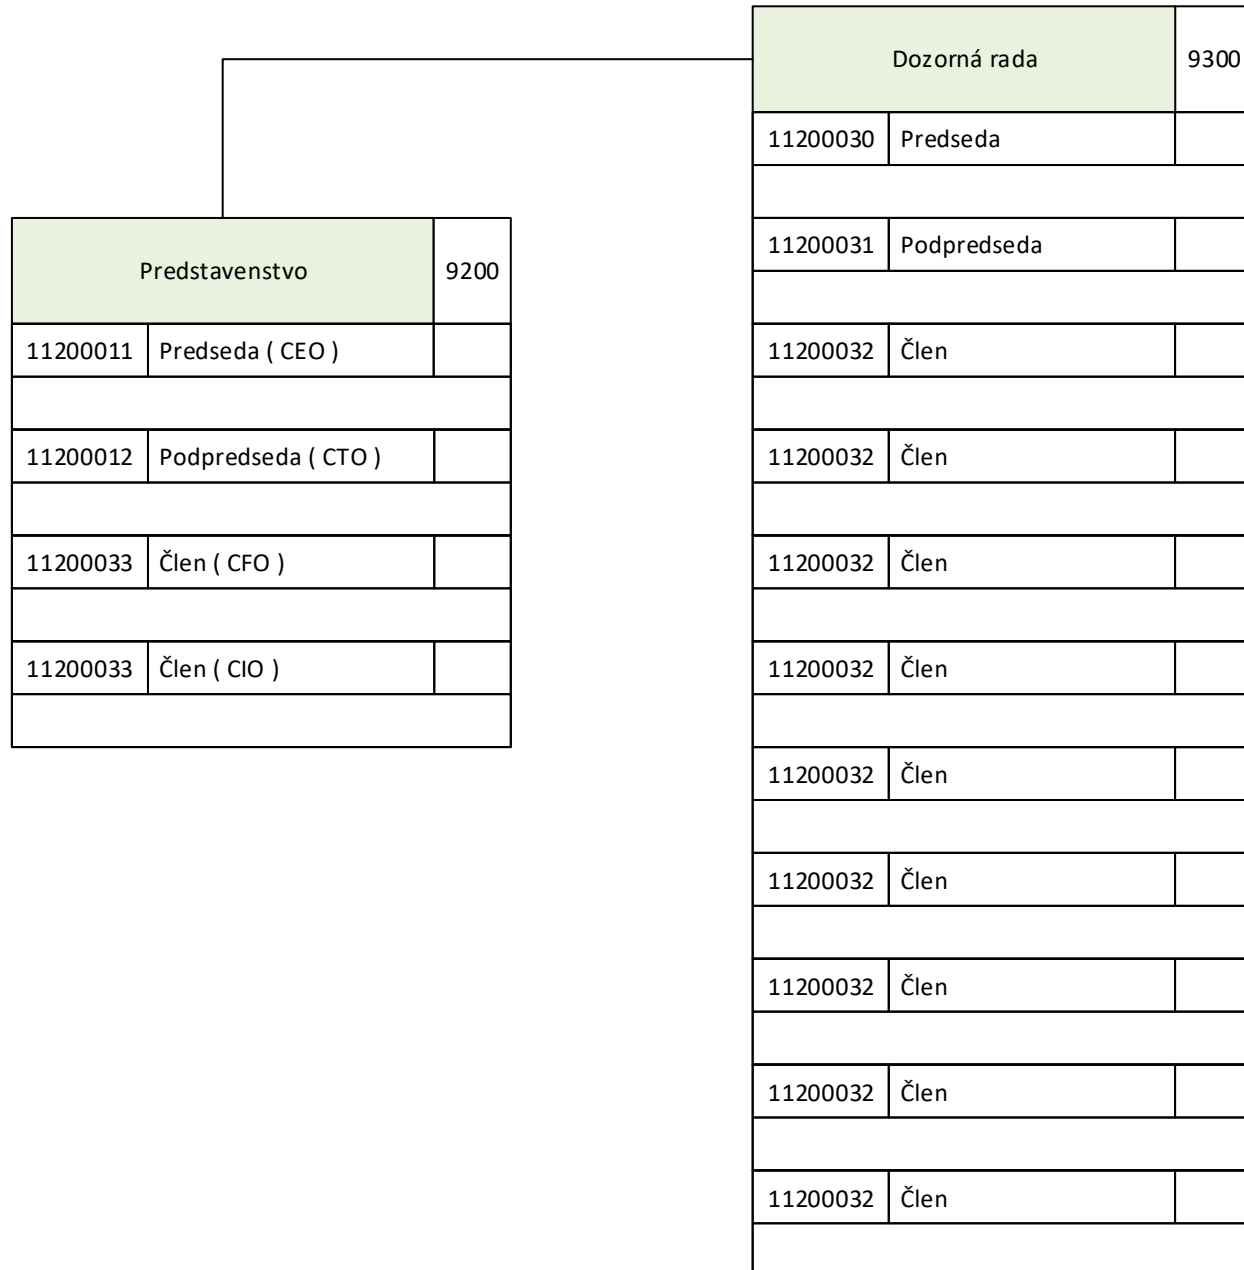 Dozorná rada 9300
11200030 Predseda
11200031 Podpredseda
11200032 Člen
11200032 Člen
11200032 Člen
11200032 Člen
11200032 Člen
11200032 Člen
11200032 Člen
11200032 Člen
11200032 Člen
Predstavenstvo 9200
11200011 Predseda ( CEO )
11200012 Podpredseda ( CTO )
11200033 Člen ( CFO )
11200033 Člen ( CIO )